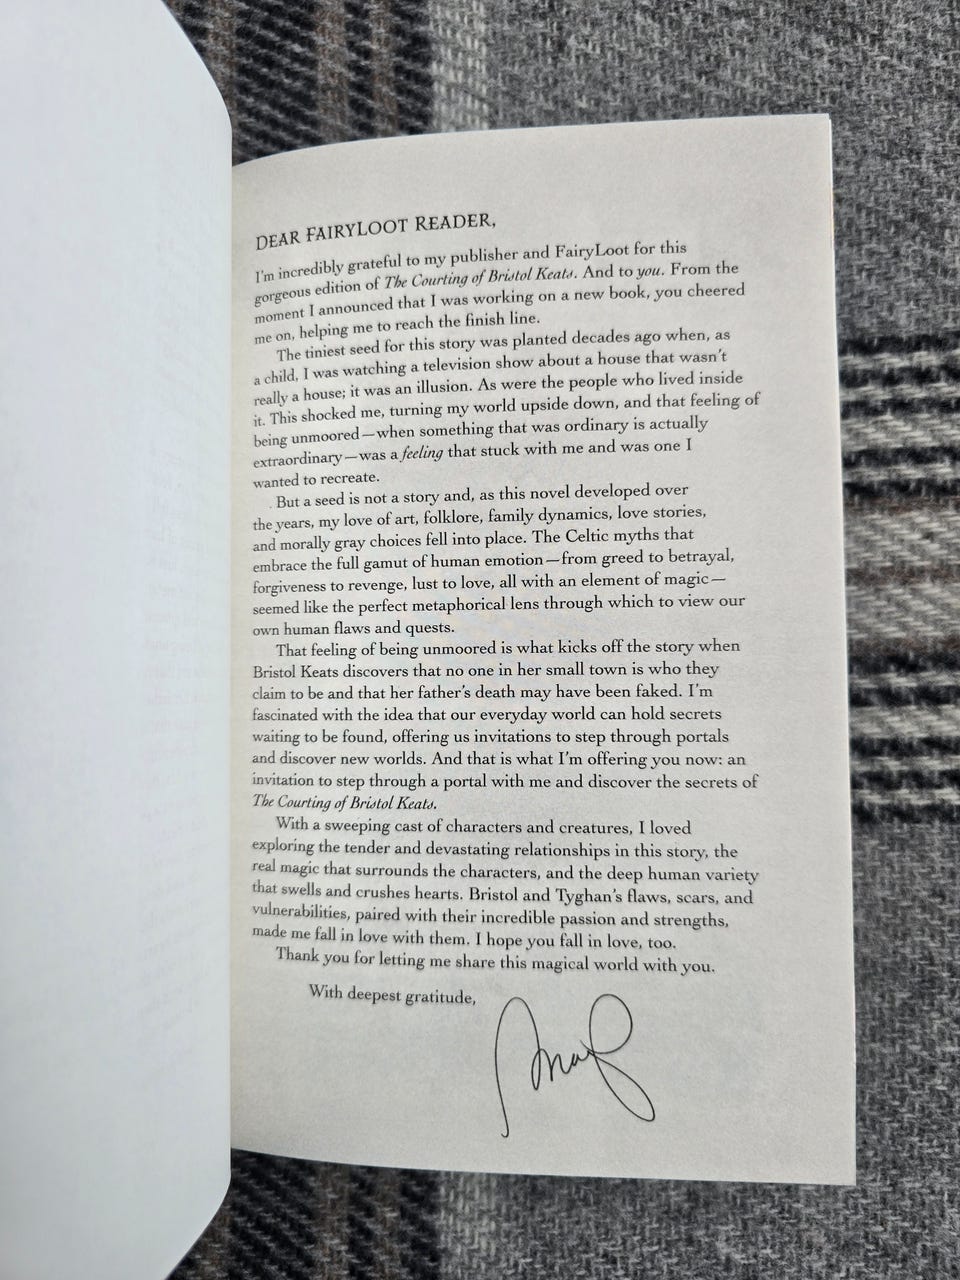 DEAR FAIRYLOOT READER,
I'm incredibly grateful to my publisher and FairyLoot for this
gorgeous edition of The Courting of Bristol Keats. And to you. From the
moment I announced that I was working on a new book, you cheered
me on, helping me to reach the finish line.
The tiniest seed for this story was planted decades ago when, as
a child, I was watching a television show about a house that wasn't
really a house; it was an illusion. As were the people who lived inside
it. This shocked me, turning my world upside down, and that feeling of
being unmoored—when something that was ordinary is actually
extraordinary—was a feeling that stuck with me and was one I
wanted to recreate.
But a seed is not a story and, as this novel developed over
the years, my love of art, folklore, family dynamics, love stories,
and morally gray choices fell into place. The Celtic myths that
embrace the full gamut of human emotion—from greed to betrayal,
forgiveness to revenge, lust to love, all with an element of magic—
seemed like the perfect metaphorical lens through which to view our
own human flaws and quests.
That feeling of being unmoored is what kicks off the story when
Bristol Keats discovers that no one in her small town is who they
claim to be and that her father's death may have been faked. I'm
fascinated with the idea that our everyday world can hold secrets
waiting to be found, offering us invitations to step through portals
and discover new worlds. And that is what I'm offering you now: an
invitation to step through a portal with me and discover the secrets of
The Courting of Bristol Keats.
With a sweeping cast of characters and creatures, I loved
exploring the tender and devastating relationships in this story, the
real magic that surrounds the characters, and the deep human variety
that swells and crushes hearts. Bristol and Tyghan's flaws, scars, and
vulnerabilities, paired with their incredible passion and strengths,
made me fall in love with them. I hope you fall in love, too.
Thank you for letting me share this magical world with you.
With deepest gratitude,